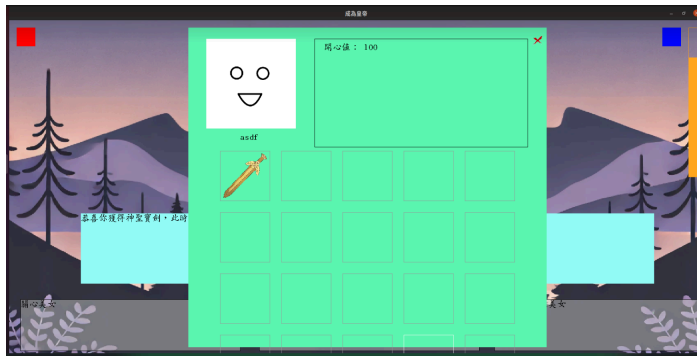 成為皇帝
開心值： 100
asdf
恭喜你獲得神聖寶劍，此時
開心美女
美女